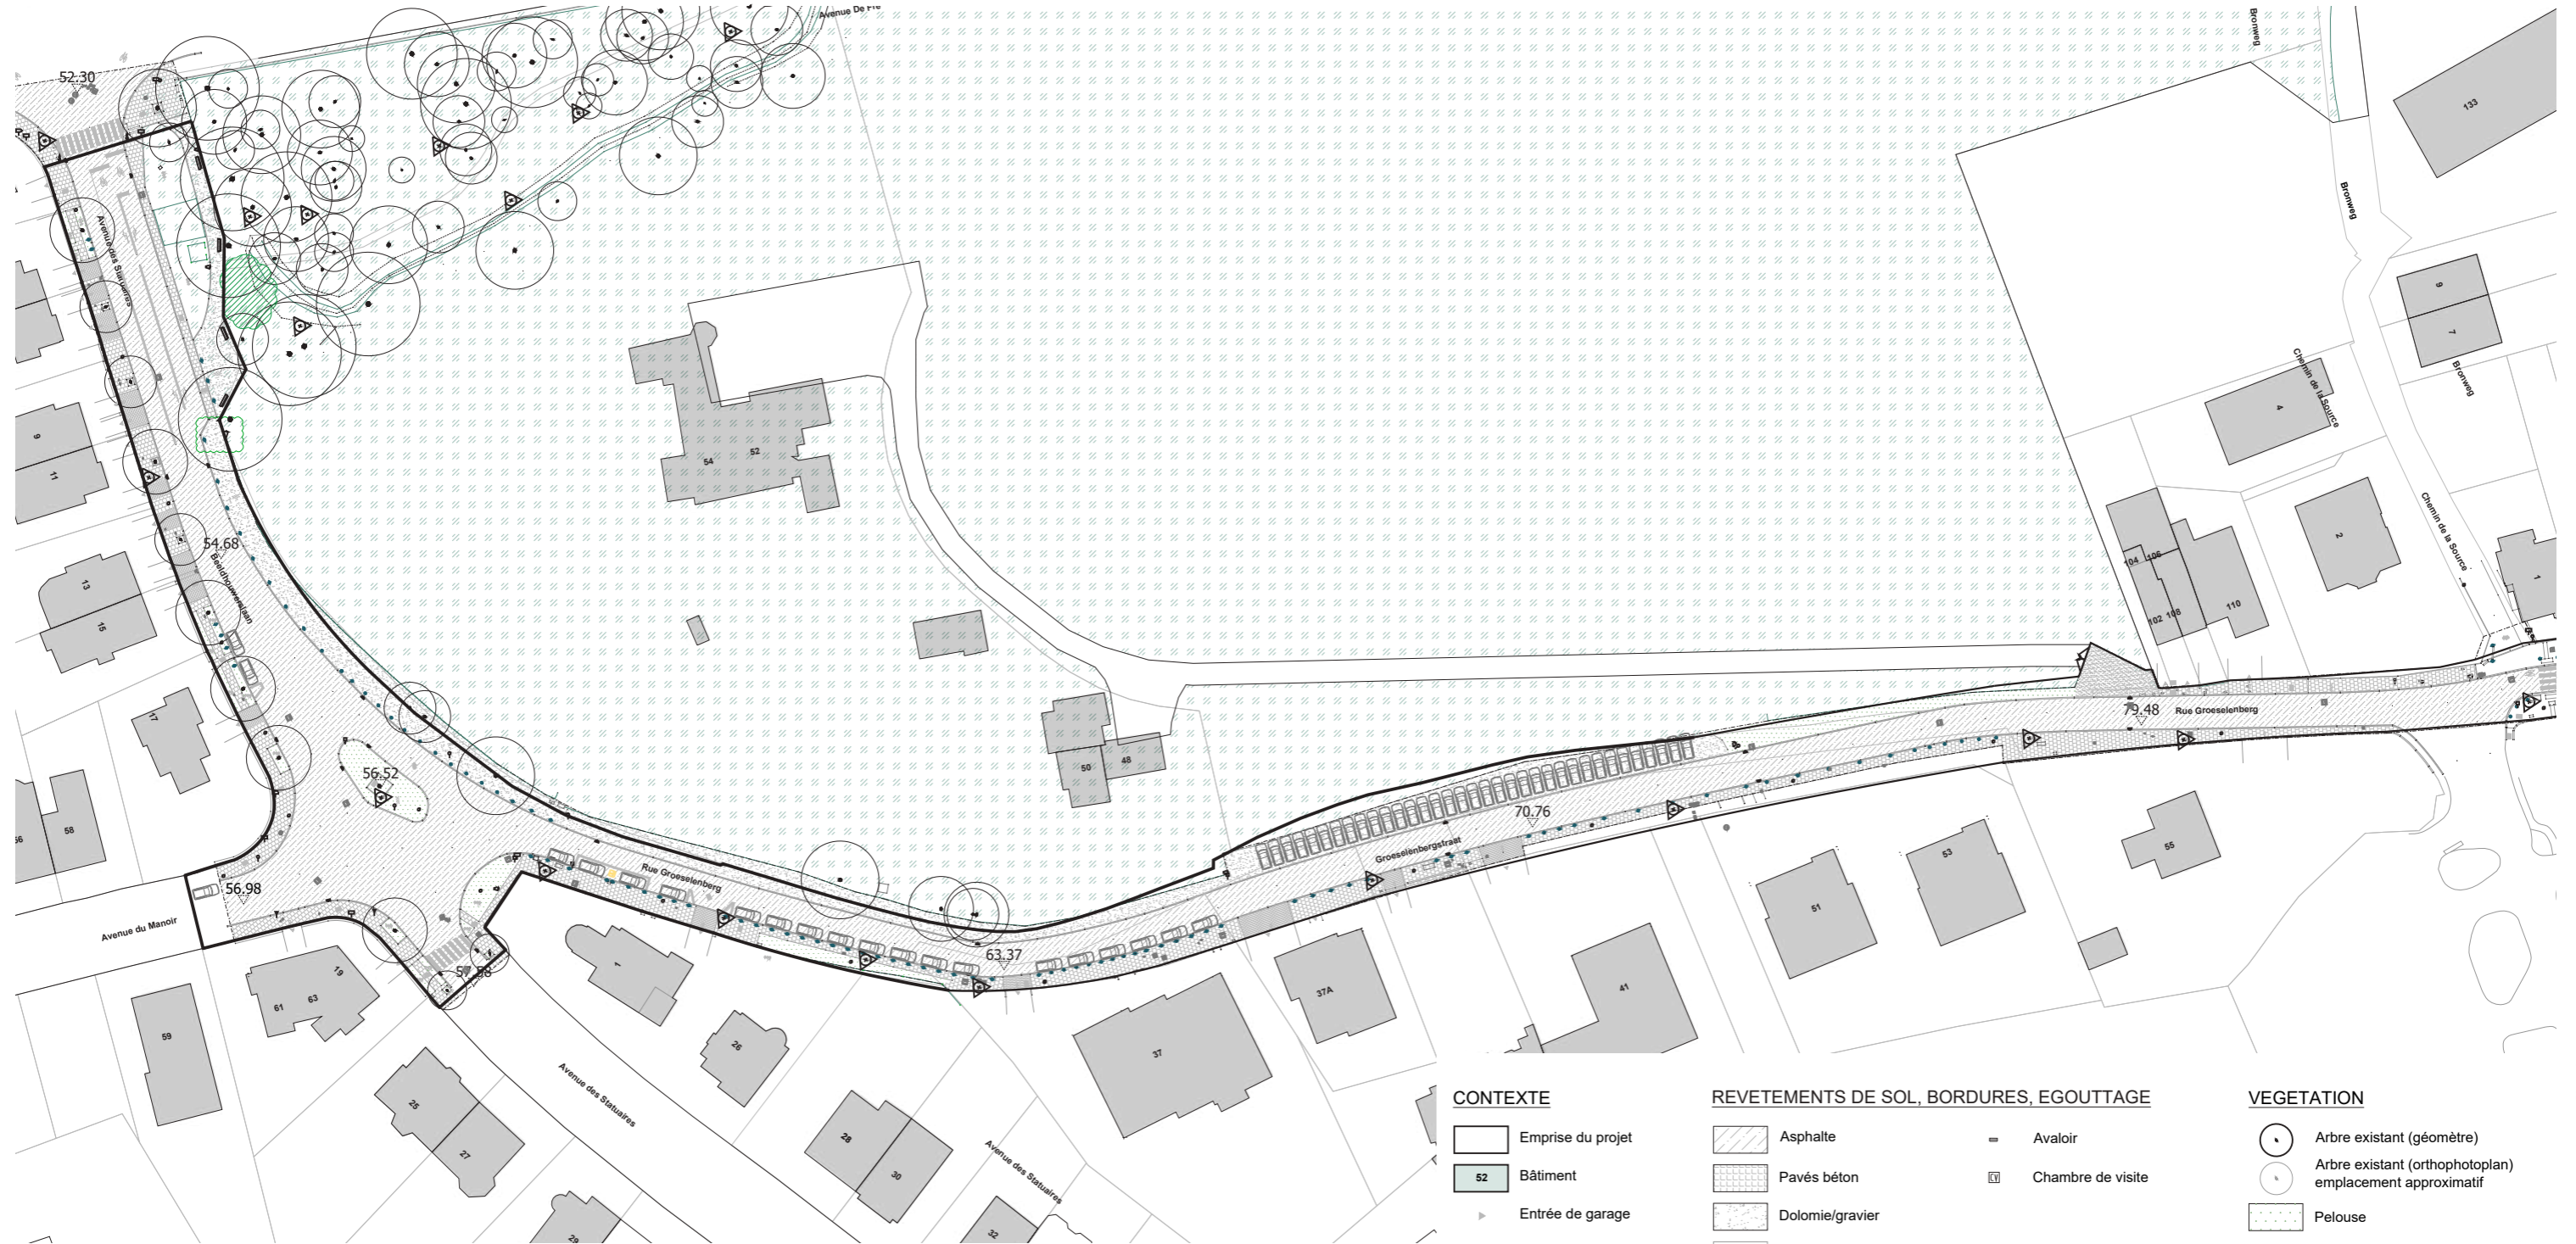 Avenue De Fré
Bronweg
52.30
133
Bronweg
Avenue des Statuaires
9
7
Chemin de la Source
Bronweg
4
9
11
54
52
Chemin de la Source
54.68
Beeldhouwerslaan
2
104
106
1
13
15
102
108
110
17
79.48
Rue Groeselenberg
56.52
50
48
70.76
58
Groeselenbergstraat
53
55
Rue Groeselenberg
56.98
51
Avenue du Manoir
63.37
57.58
1
19
61
63
37A
41
59
26
37
25
27
Avenue des Statuaires
28
30
Avenue des Statuaires
32
29
CONTEXTE
Emprise du projet
52
Bâtiment
Entrée de garage
REVETEMENTS DE SOL, BORDURES, EGOUTTAGE
Asphalte
Avaloir
Pavés béton
CV
Chambre de visite
Dolomie/gravier
VEGETATION
Arbre existant (géomètre)
Arbre existant (orthophotoplan)
emplacement approximatif
Pelouse